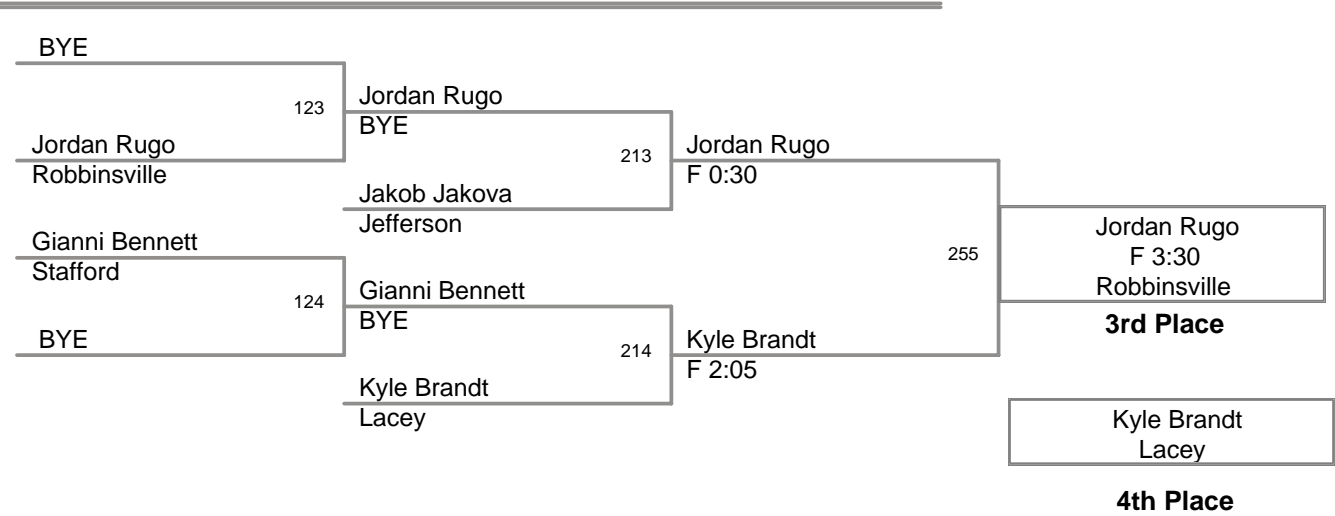 BYE
123
Jordan Rugo
Robbinsville
Jordan Rugo
BYE
213
Jakob Jakova
Jefferson
Jordan Rugo
F 0:30
Gianni Bennett
Stafford
124
BYE
Gianni Bennett
BYE
214
Kyle Brandt
Lacey
Kyle Brandt
F 2:05
255
Jordan Rugo
F 3:30
Robbinsville
3rd Place
Kyle Brandt
Lacey
4th Place